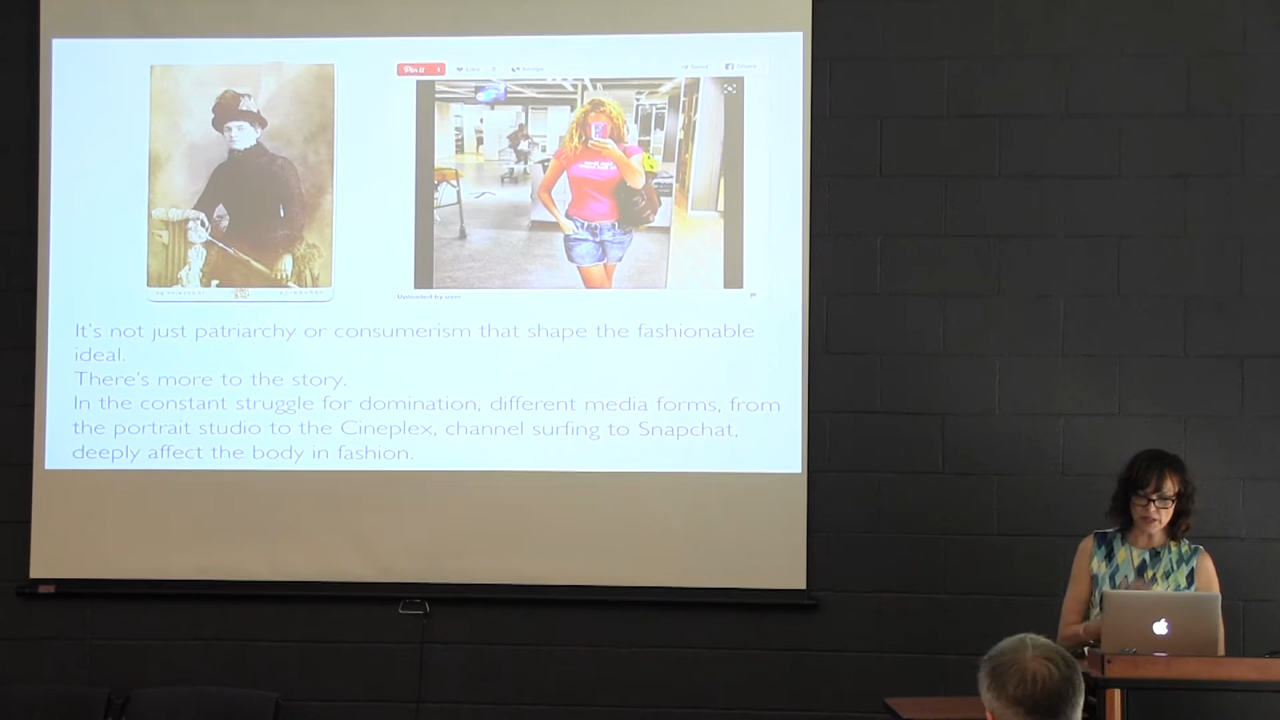 Pin it
Like
Uploaded by user
It's not just patriarchy or consumerism that shape the fashionable
ideal.
There's more to the story.
In the constant struggle for domination, different media forms, from
the portrait studio to the Cineplex, channel surfing to Snapchat,
deeply affect the body in fashion.